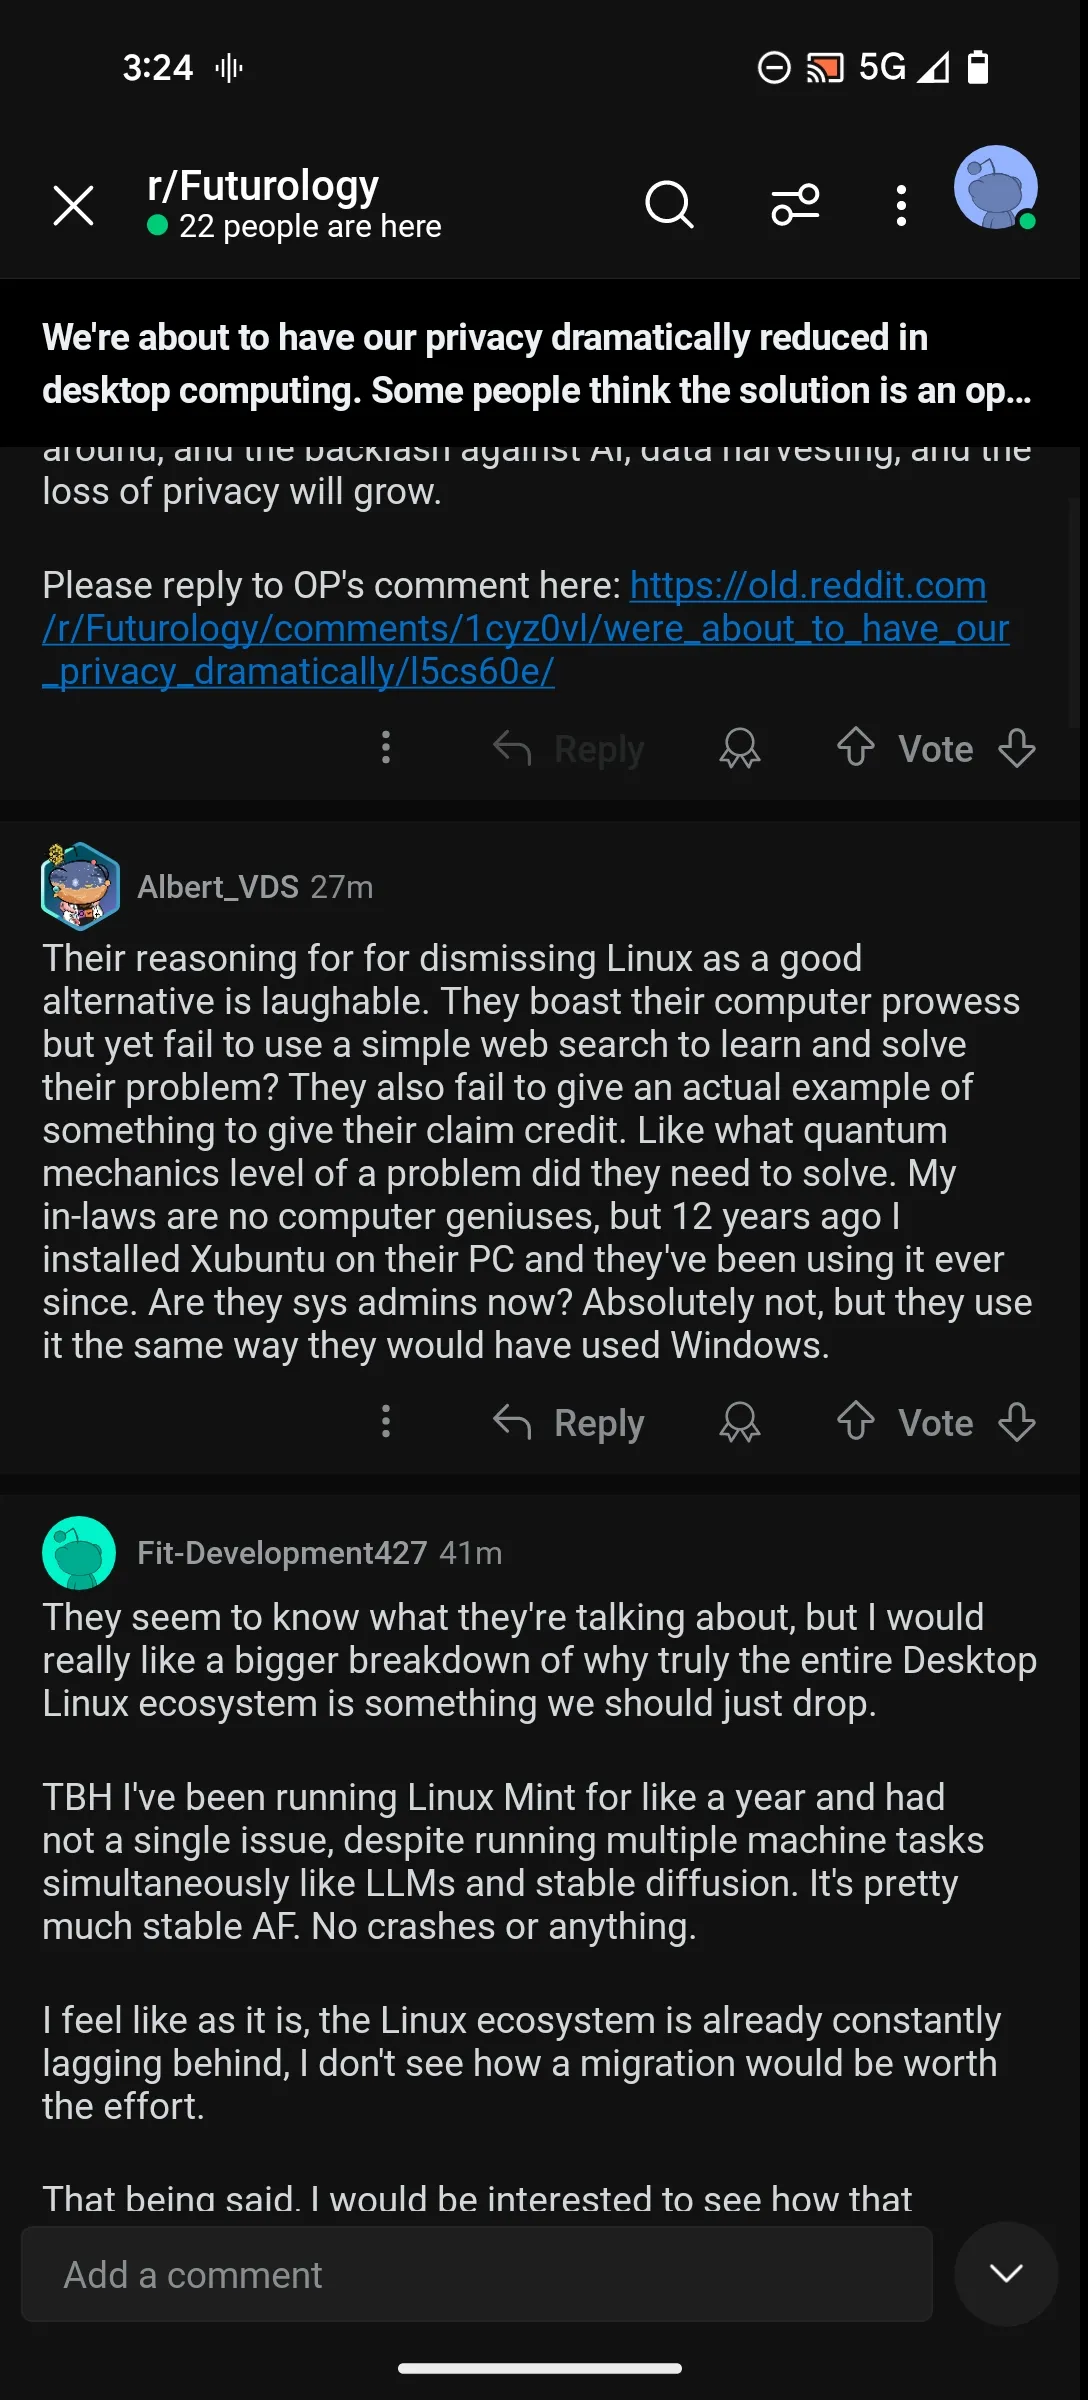 3:24
5G
r/Futurology
22 people are here
We're about to have our privacy dramatically reduced in
desktop computing. Some people think the solution is an op...
around, and the backlash against AI, data harvesting, and the
loss of privacy will grow.
Please reply to OP's comment here: https://old.reddit.com
/r/Futurology/comments/1cyz0vl/were_about_to_have_our
_privacy_dramatically/l5cs60e/
Reply
Vote
Albert_VDS 27m
Their reasoning for for dismissing Linux as a good
alternative is laughable. They boast their computer prowess
but yet fail to use a simple web search to learn and solve
their problem? They also fail to give an actual example of
something to give their claim credit. Like what quantum
mechanics level of a problem did they need to solve. My
in-laws are no computer geniuses, but 12 years ago I
installed Xubuntu on their PC and they've been using it ever
since. Are they sys admins now? Absolutely not, but they use
it the same way they would have used Windows.
Reply
Vote
Fit-Development427 41m
They seem to know what they're talking about, but I would
really like a bigger breakdown of why truly the entire Desktop
Linux ecosystem is something we should just drop.
TBH I've been running Linux Mint for like a year and had
not a single issue, despite running multiple machine tasks
simultaneously like LLMs and stable diffusion. It's pretty
much stable AF. No crashes or anything.
I feel like as it is, the Linux ecosystem is already constantly
lagging behind, I don't see how a migration would be worth
the effort.
That being said, I would be interested to see how that
Add a comment